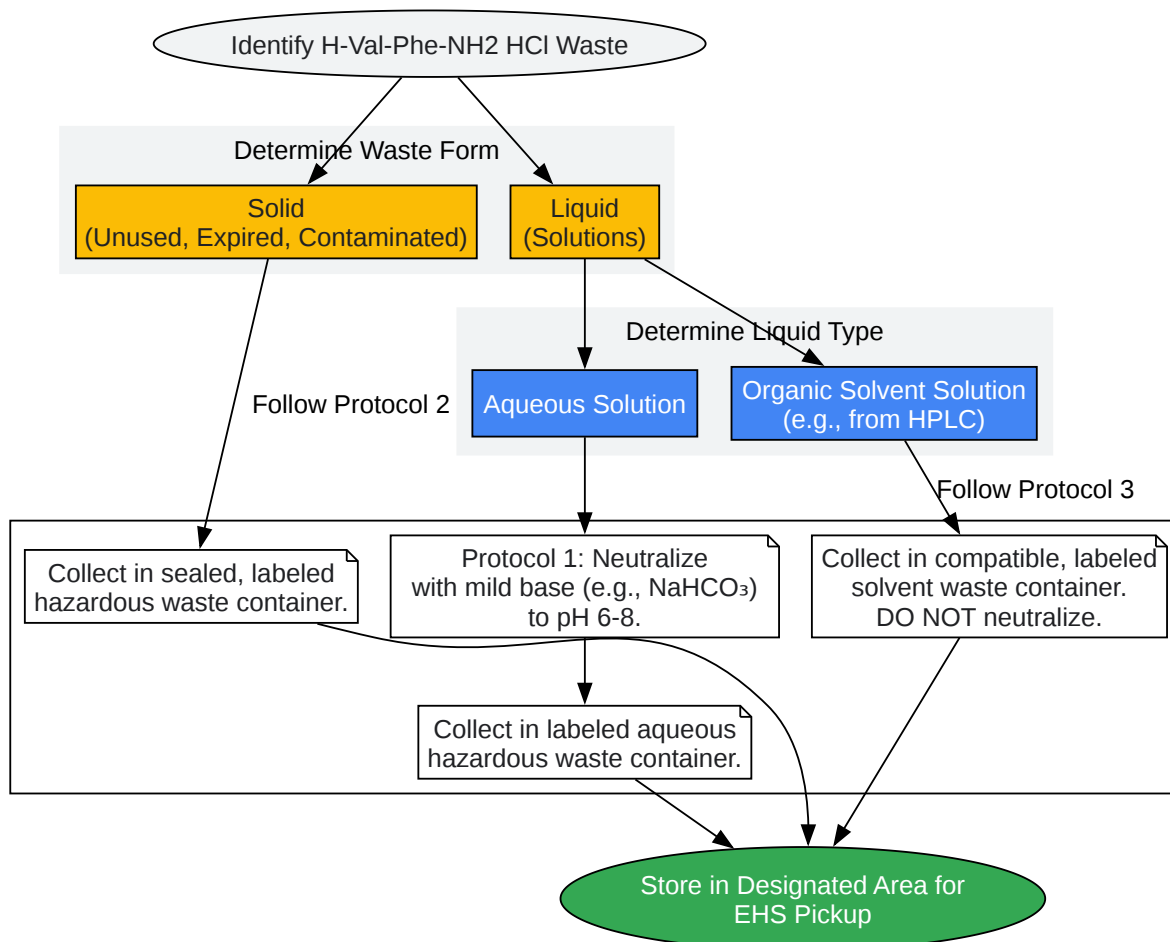 Identify H-Val-Phe-NH2 HCl Waste
Determine Waste Form
Solid
(Unused, Expired, Contaminated)
Liquid
(Solutions)
Determine Liquid Type
Aqueous Solution
Organic Solvent Solution
(e.g., from HPLC)
Follow Protocol 2
Follow Protocol 3
Collect in sealed, labeled
hazardous waste container.
Protocol 1: Neutralize
with mild base (e.g., NaHCO₃)
to pH 6-8.
Collect in compatible, labeled
solvent waste container.
DO NOT neutralize.
Collect in labeled aqueous
hazardous waste container.
Store in Designated Area for
EHS Pickup